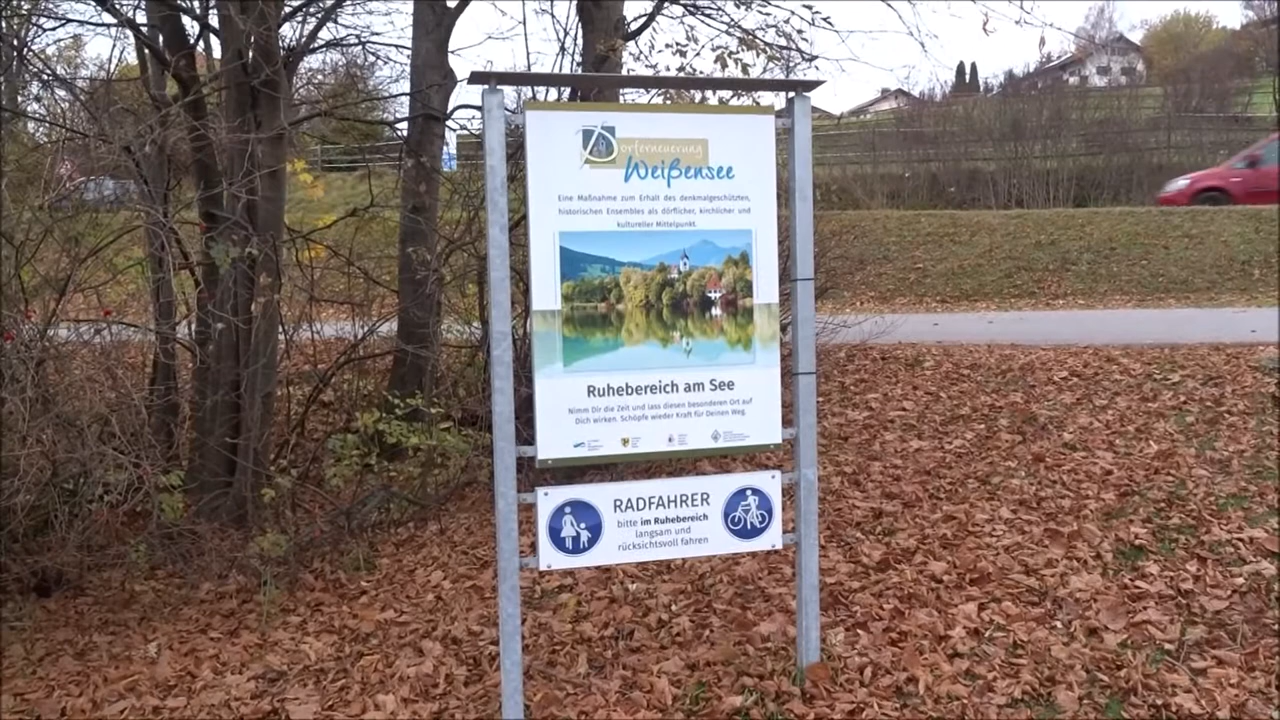 Dorferneuerung
Weißensee
Eine Maßnahme zum Erhalt des denkmalgeschützten,
historischen Ensembles als dörflicher, kirchlicher und
kultureller Mittelpunkt.
Ruhebereich am See
Nimm Dir die Zeit und lass diesen besonderen Ort auf
Dich wirken. Schöpfe wieder Kraft für Deinen Weg.
RADFAHRER
bitte im Ruhebereich
langsam und
rücksichtsvoll fahren